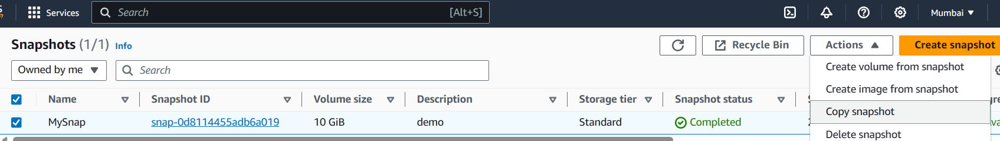 Services Search [Alt+S] Mumbai
Snapshots (1/1) Info Recycle Bin Actions Create snapshot
Owned by me Search
Create volume from snapshot
Create image from snapshot
Name Snapshot ID Volume size Description Storage tier Snapshot status
Copy snapshot
MySnap snap-0d8114455adb6a019 10 GiB demo Standard Completed
Delete snapshot